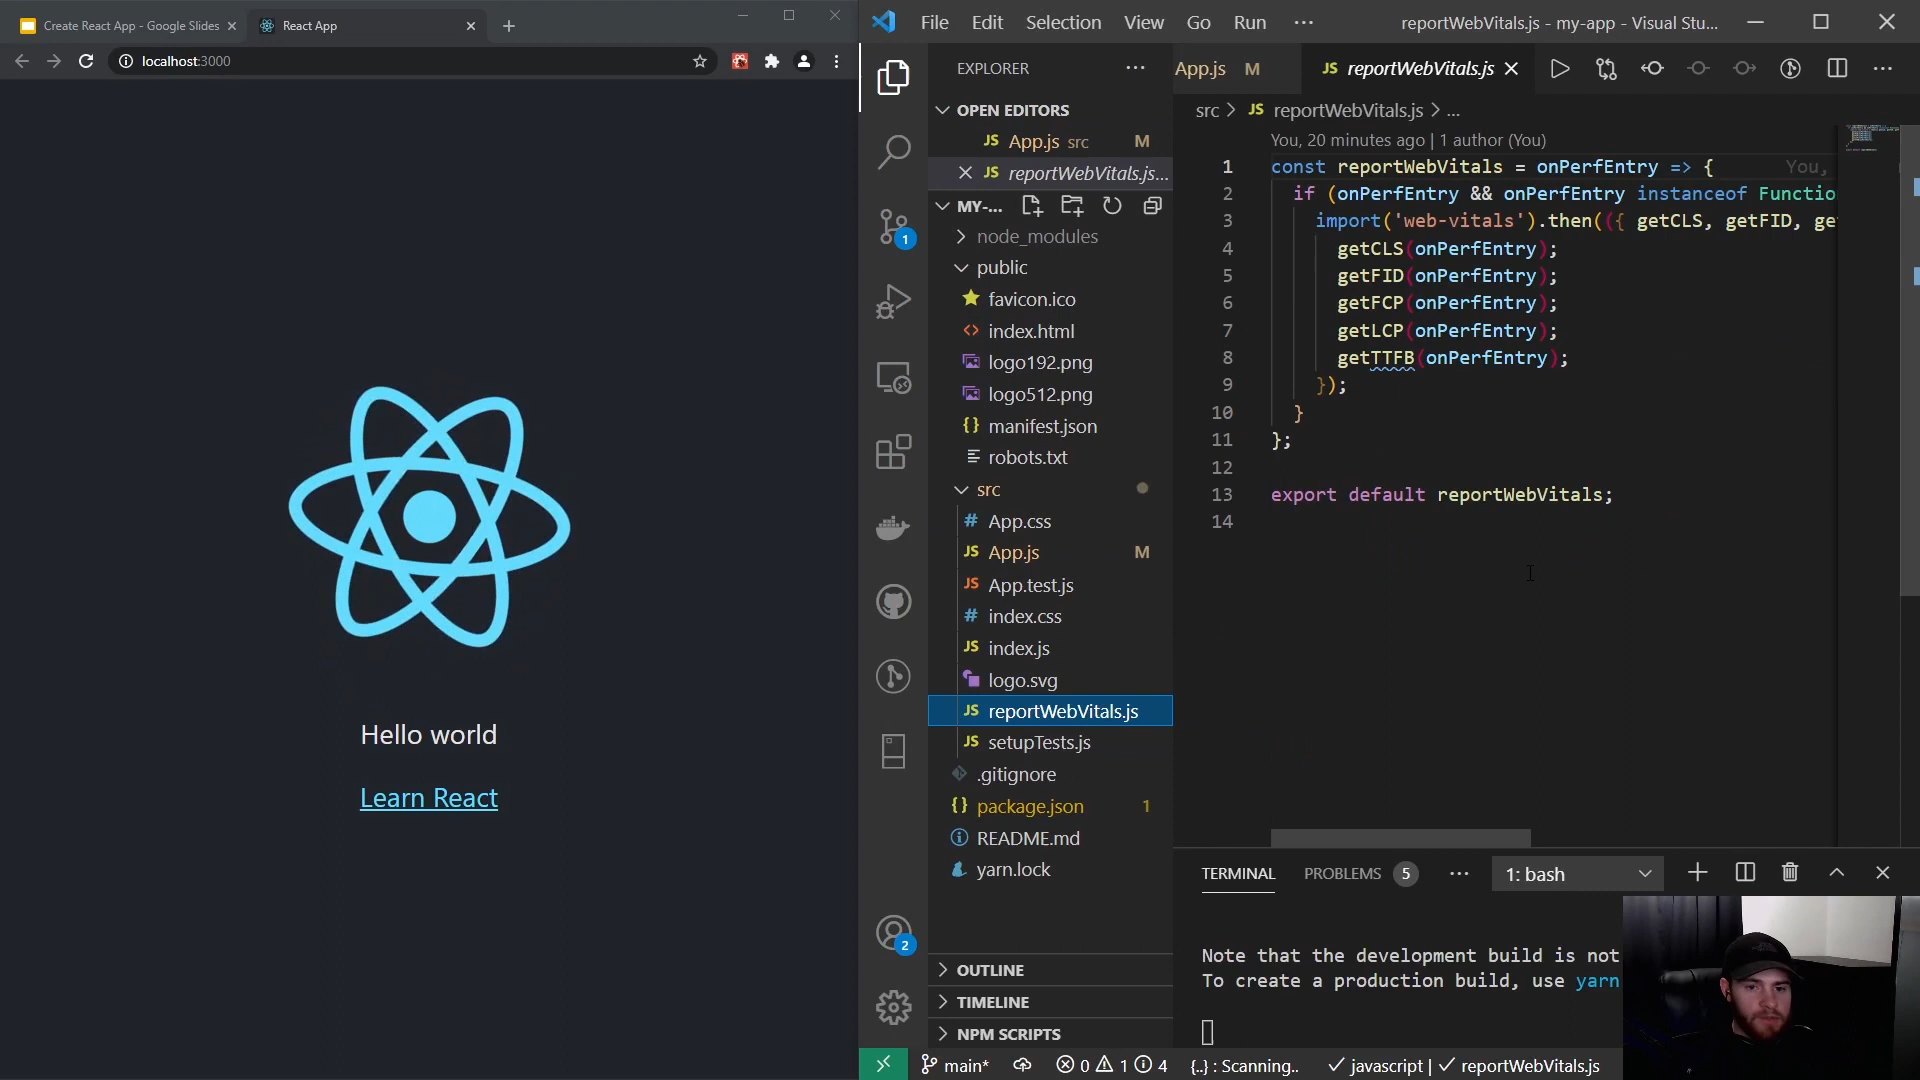 Create React App - Google Slides
React App
localhost:3000
Hello world
Learn React
File Edit Selection View Go Run ···
reportWebVitals.js - my-app - Visual Stu...
EXPLORER
OPEN EDITORS
App.js src M
reportWebVitals.js...
MY-...
node_modules
public
favicon.ico
index.html
logo192.png
logo512.png
manifest.json
robots.txt
src
App.css
App.js M
App.test.js
index.css
index.js
logo.svg
reportWebVitals.js
setupTests.js
.gitignore
package.json 1
README.md
yarn.lock
OUTLINE
TIMELINE
NPM SCRIPTS
1
2
App.js M
JS reportWebVitals.js
src > JS reportWebVitals.js > ...
You, 20 minutes ago | 1 author (You)
1 const reportWebVitals = onPerfEntry => { You,
2 if (onPerfEntry && onPerfEntry instanceof Functio
3 import('web-vitals').then(({ getCLS, getFID, ge
4 getCLS(onPerfEntry);
5 getFID(onPerfEntry);
6 getFCP(onPerfEntry);
7 getLCP(onPerfEntry);
8 getTTFB(onPerfEntry);
9 });
10 }
11 };
12
13 export default reportWebVitals;
14
TERMINAL PROBLEMS 5 ··· 1: bash
Note that the development build is not
To create a production build, use yarn
main* 0 1 4 {..} : Scanning.. javascript | reportWebVitals.js